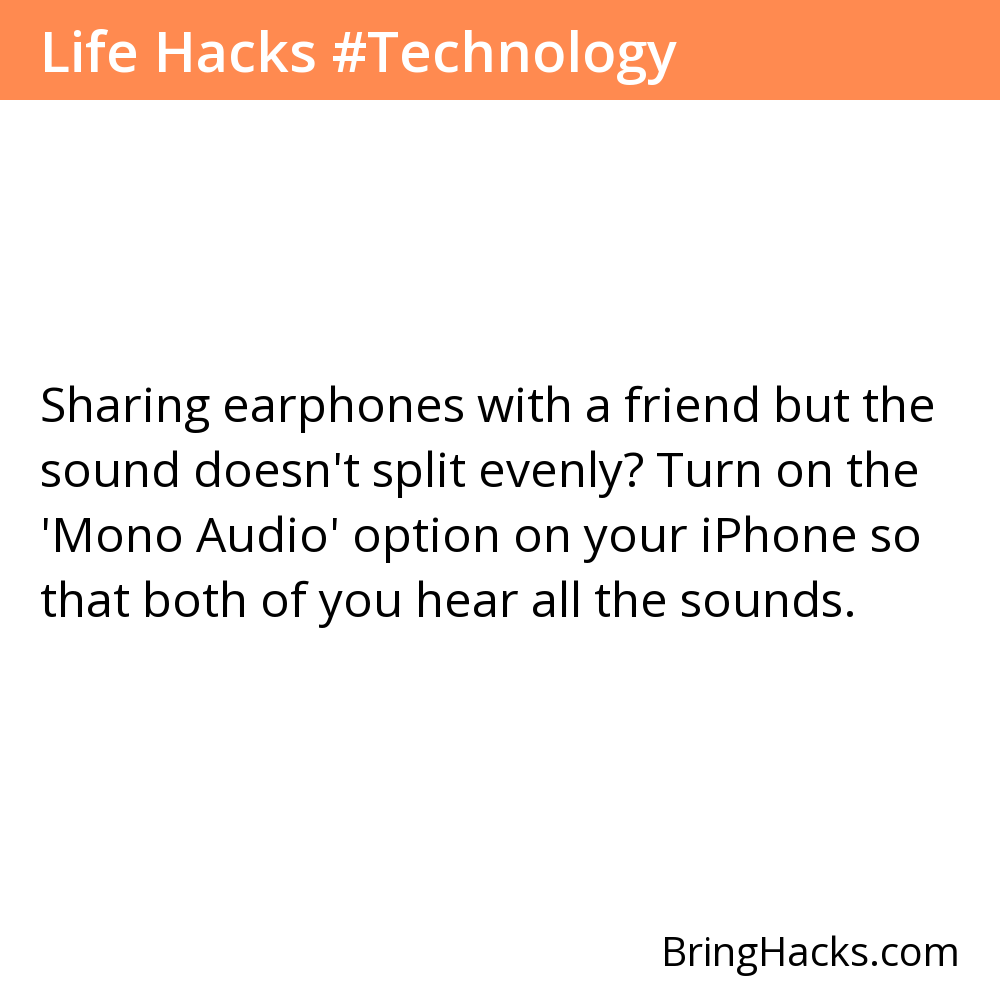 Life Hacks #Technology
Sharing earphones with a friend but the
sound doesn't split evenly? Turn on the
'Mono Audio' option on your iPhone so
that both of you hear all the sounds.
BringHacks.com